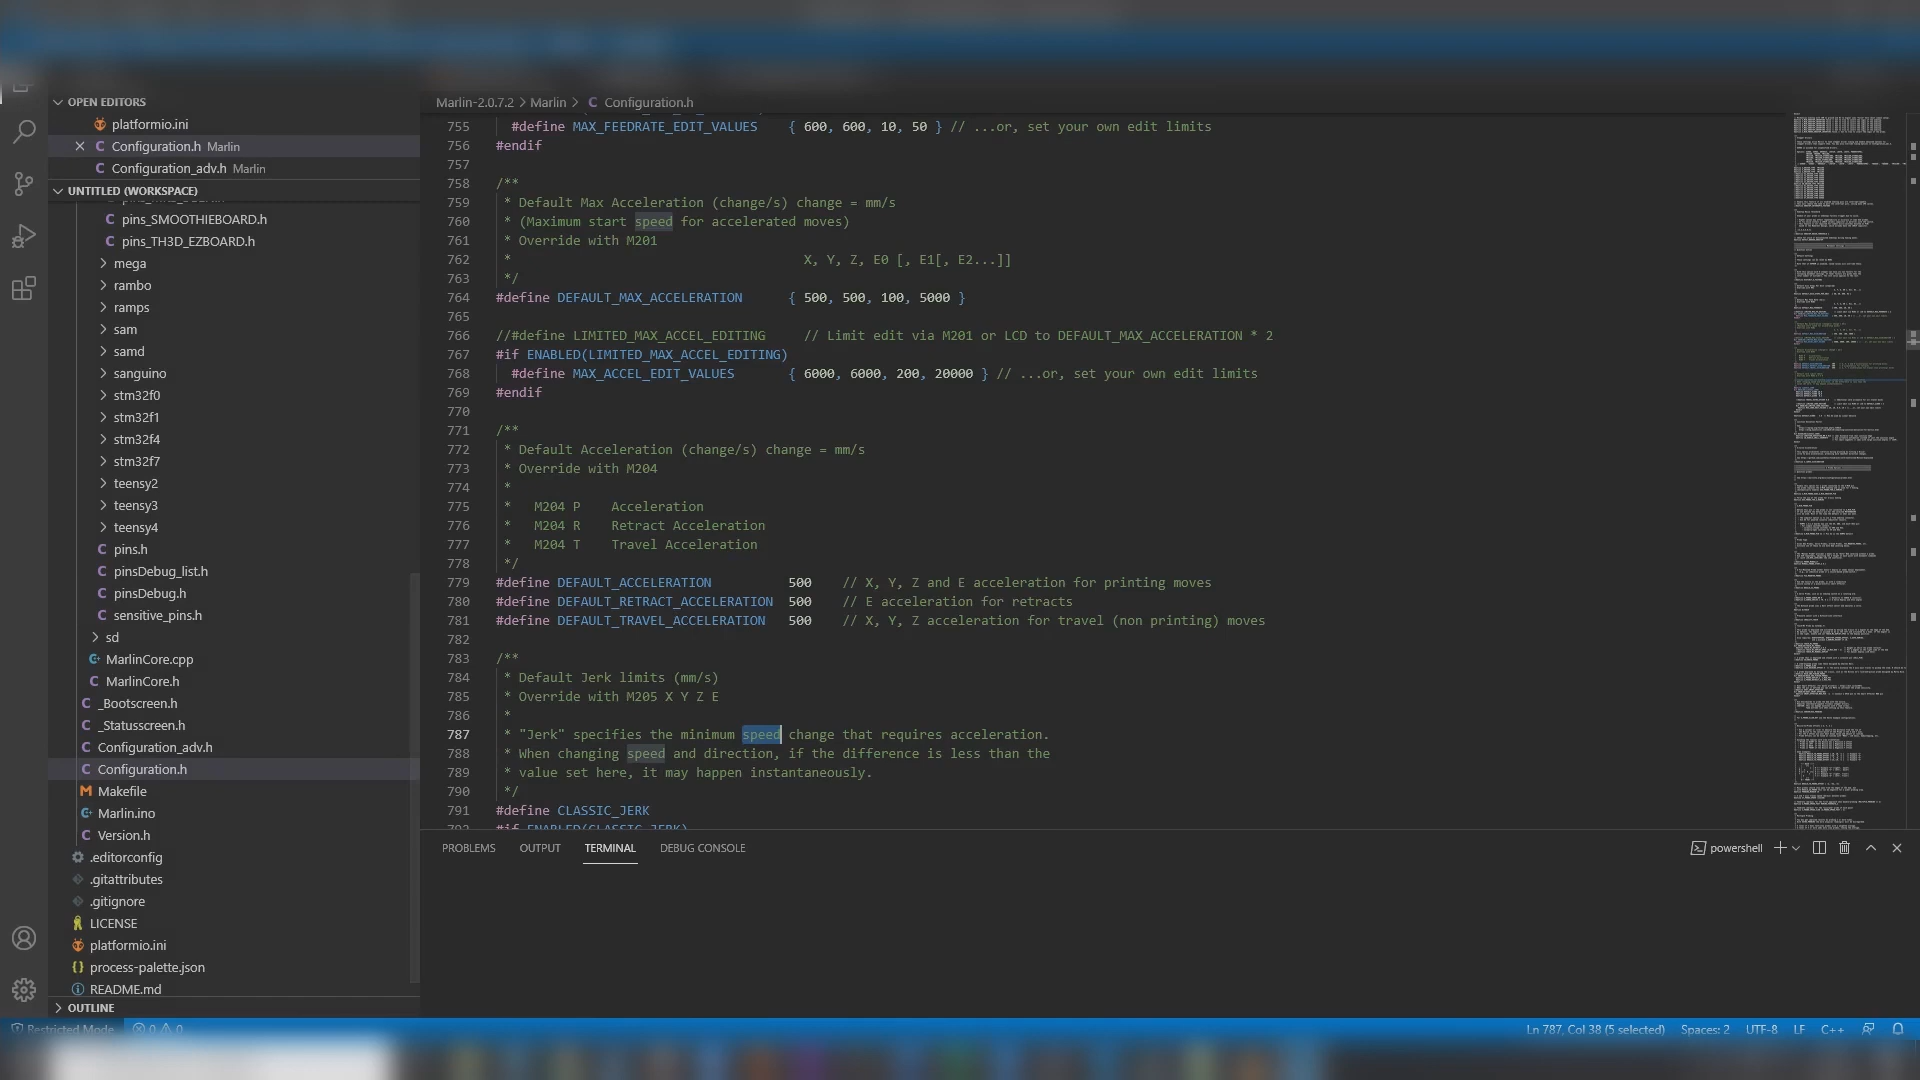 OPEN EDITORS
platformio.ini
Configuration.h Marlin
Configuration_adv.h Marlin
UNTITLED (WORKSPACE)
pins_SMOOTHIEBOARD.h
pins_TH3D_EZBOARD.h
mega
rambo
ramps
sam
samd
sanguino
stm32f0
stm32f1
stm32f4
stm32f7
teensy2
teensy3
teensy4
pins.h
pinsDebug_list.h
pinsDebug.h
sensitive_pins.h
sd
MarlinCore.cpp
MarlinCore.h
_Bootscreen.h
_Statusscreen.h
Configuration_adv.h
Configuration.h
Makefile
Marlin.ino
Version.h
.editorconfig
.gitattributes
.gitignore
LICENSE
platformio.ini
process-palette.json
README.md
OUTLINE
Marlin-2.0.7.2 > Marlin > C Configuration.h
755 #define MAX_FEEDRATE_EDIT_VALUES { 600, 600, 10, 50 } // ...or, set your own edit limits
756 #endif
757
758 /**
759 * Default Max Acceleration (change/s) change = mm/s
760 * (Maximum start speed for accelerated moves)
761 * Override with M201
762 * X, Y, Z, E0 [, E1[, E2...]]
763 */
764 #define DEFAULT_MAX_ACCELERATION { 500, 500, 100, 5000 }
765
766 //#define LIMITED_MAX_ACCEL_EDITING // Limit edit via M201 or LCD to DEFAULT_MAX_ACCELERATION * 2
767 #if ENABLED(LIMITED_MAX_ACCEL_EDITING)
768 #define MAX_ACCEL_EDIT_VALUES { 6000, 6000, 200, 20000 } // ...or, set your own edit limits
769 #endif
770
771 /**
772 * Default Acceleration (change/s) change = mm/s
773 * Override with M204
774 *
775 * M204 P Acceleration
776 * M204 R Retract Acceleration
777 * M204 T Travel Acceleration
778 */
779 #define DEFAULT_ACCELERATION 500 // X, Y, Z and E acceleration for printing moves
780 #define DEFAULT_RETRACT_ACCELERATION 500 // E acceleration for retracts
781 #define DEFAULT_TRAVEL_ACCELERATION 500 // X, Y, Z acceleration for travel (non printing) moves
782
783 /**
784 * Default Jerk limits (mm/s)
785 * Override with M205 X Y Z E
786 *
787 * "Jerk" specifies the minimum speed change that requires acceleration.
788 * When changing speed and direction, if the difference is less than the
789 * value set here, it may happen instantaneously.
790 */
791 #define CLASSIC_JERK
792 #if ENABLED(CLASSIC_JERK)
PROBLEMS OUTPUT TERMINAL DEBUG CONSOLE
powershell
Restricted Mode 0 0
Ln 787, Col 38 (5 selected) Spaces: 2 UTF-8 LF C++